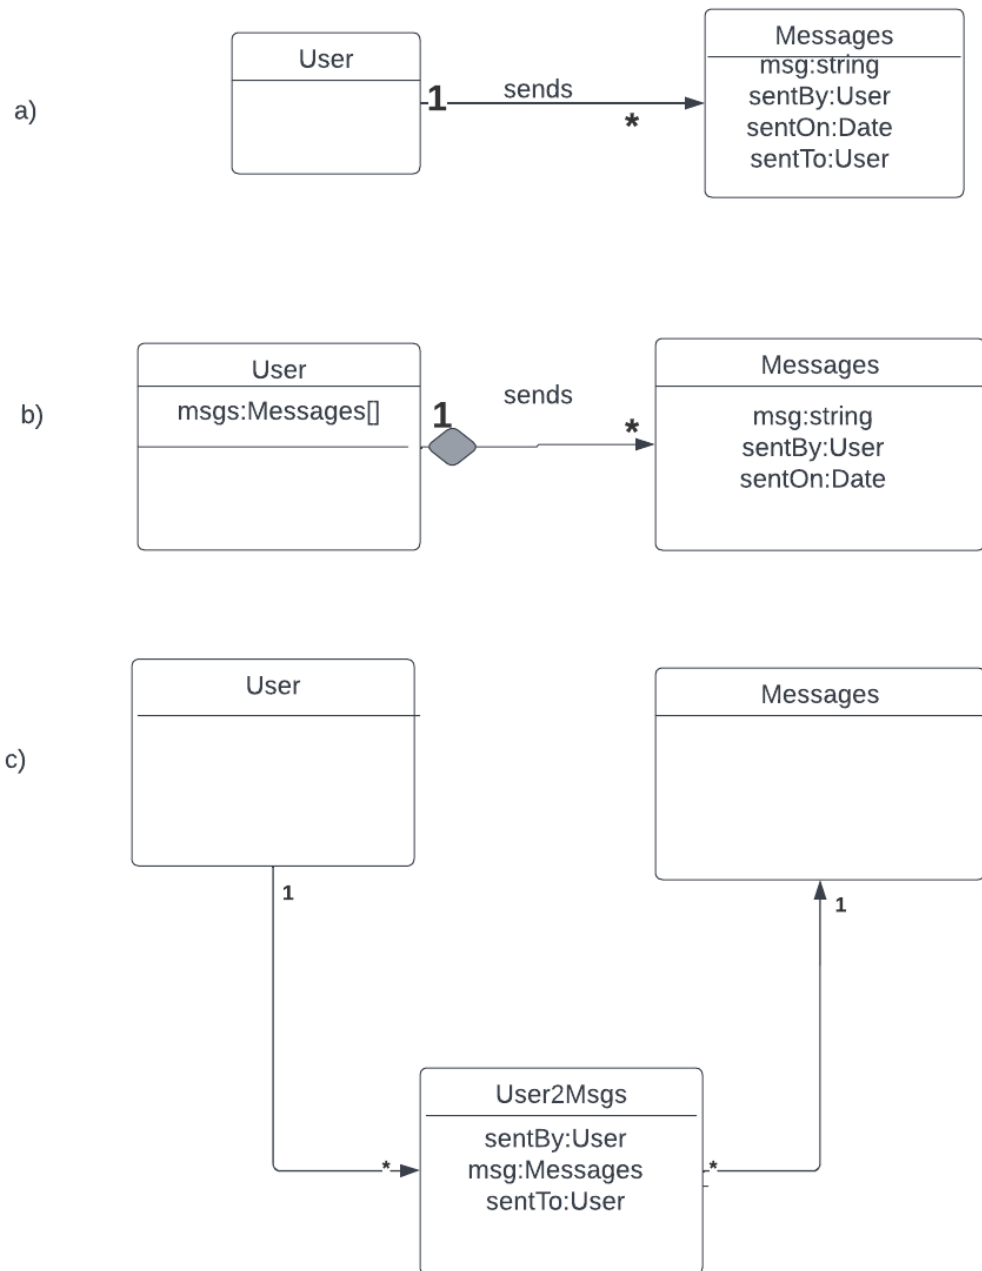 a)
User
1
sends
*
Messages
msg:string
sentBy:User
sentOn:Date
sentTo:User
b)
User
msgs:Messages[]
1
sends
*
Messages
msg:string
sentBy:User
sentOn:Date
c)
User
Messages
1
1
User2Msgs
sentBy:User
msg:Messages
sentTo:User
*
*